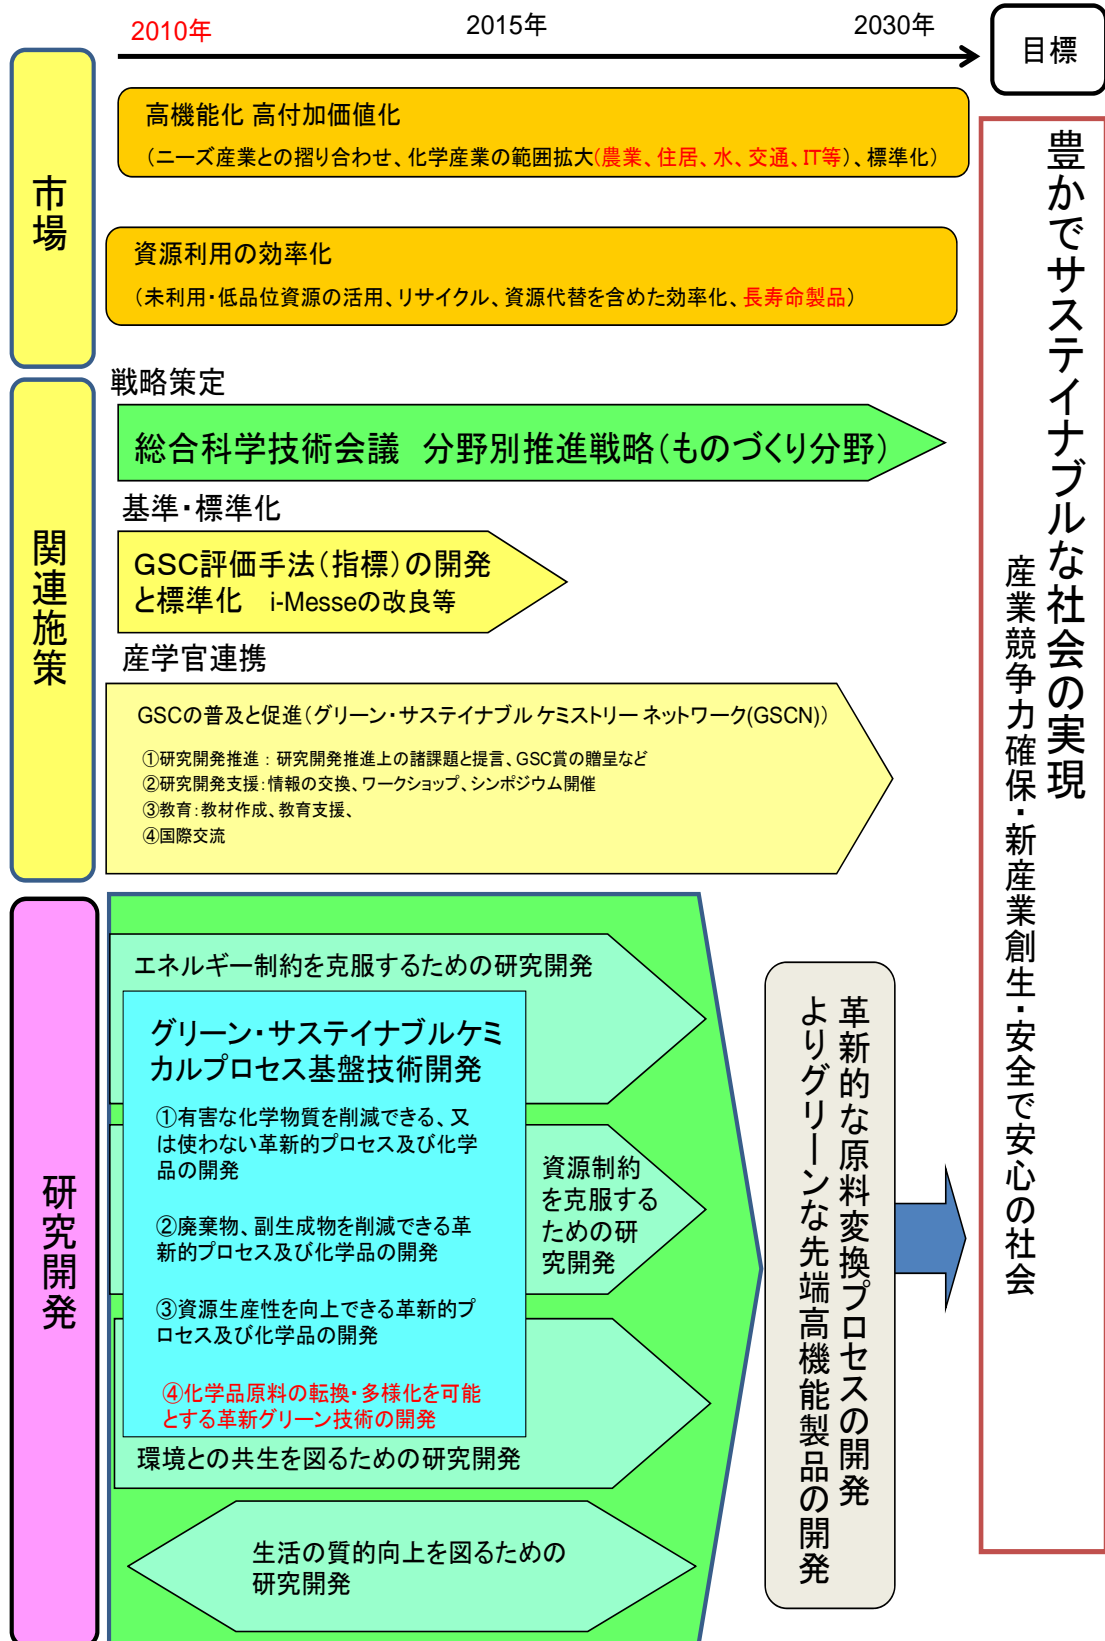 2010年
2015年
2030年
目標
市場
高機能化 高付加価値化
（ニーズ産業との摺り合わせ、化学産業の範囲拡大（農業、住居、水、交通、IT等）、標準化）
資源利用の効率化
（未利用・低品位資源の活用、リサイクル、資源代替を含めた効率化、長寿命製品）
関連施策
戦略策定
総合科学技術会議　分野別推進戦略（ものづくり分野）
基準・標準化
GSC評価手法（指標）の開発
と標準化　i-Messeの改良等
産学官連携
GSCの普及と促進（グリーン・サステイナブル ケミストリー ネットワーク(GSCN)）
①研究開発推進：研究開発推進上の諸課題と提言、GSC賞の贈呈など
②研究開発支援：情報の交換、ワークショップ、シンポジウム開催
③教育：教材作成、教育支援、
④国際交流
研究開発
エネルギー制約を克服するための研究開発
グリーン・サステイナブルケミ
カルプロセス基盤技術開発
①有害な化学物質を削減できる、又
は使わない革新的プロセス及び化学
品の開発
②廃棄物、副生成物を削減できる革
新的プロセス及び化学品の開発
③資源生産性を向上できる革新的プ
ロセス及び化学品の開発
④化学品原料の転換・多様化を可能
とする革新グリーン技術の開発
資源制約
を克服する
ための研
究開発
環境との共生を図るための研究開発
生活の質的向上を図るための
研究開発
革新的な原料変換プロセスの開発
よりグリーンな先端高機能製品の開発
豊かでサステイナブルな社会の実現
産業競争力確保・新産業創生・安全で安心の社会